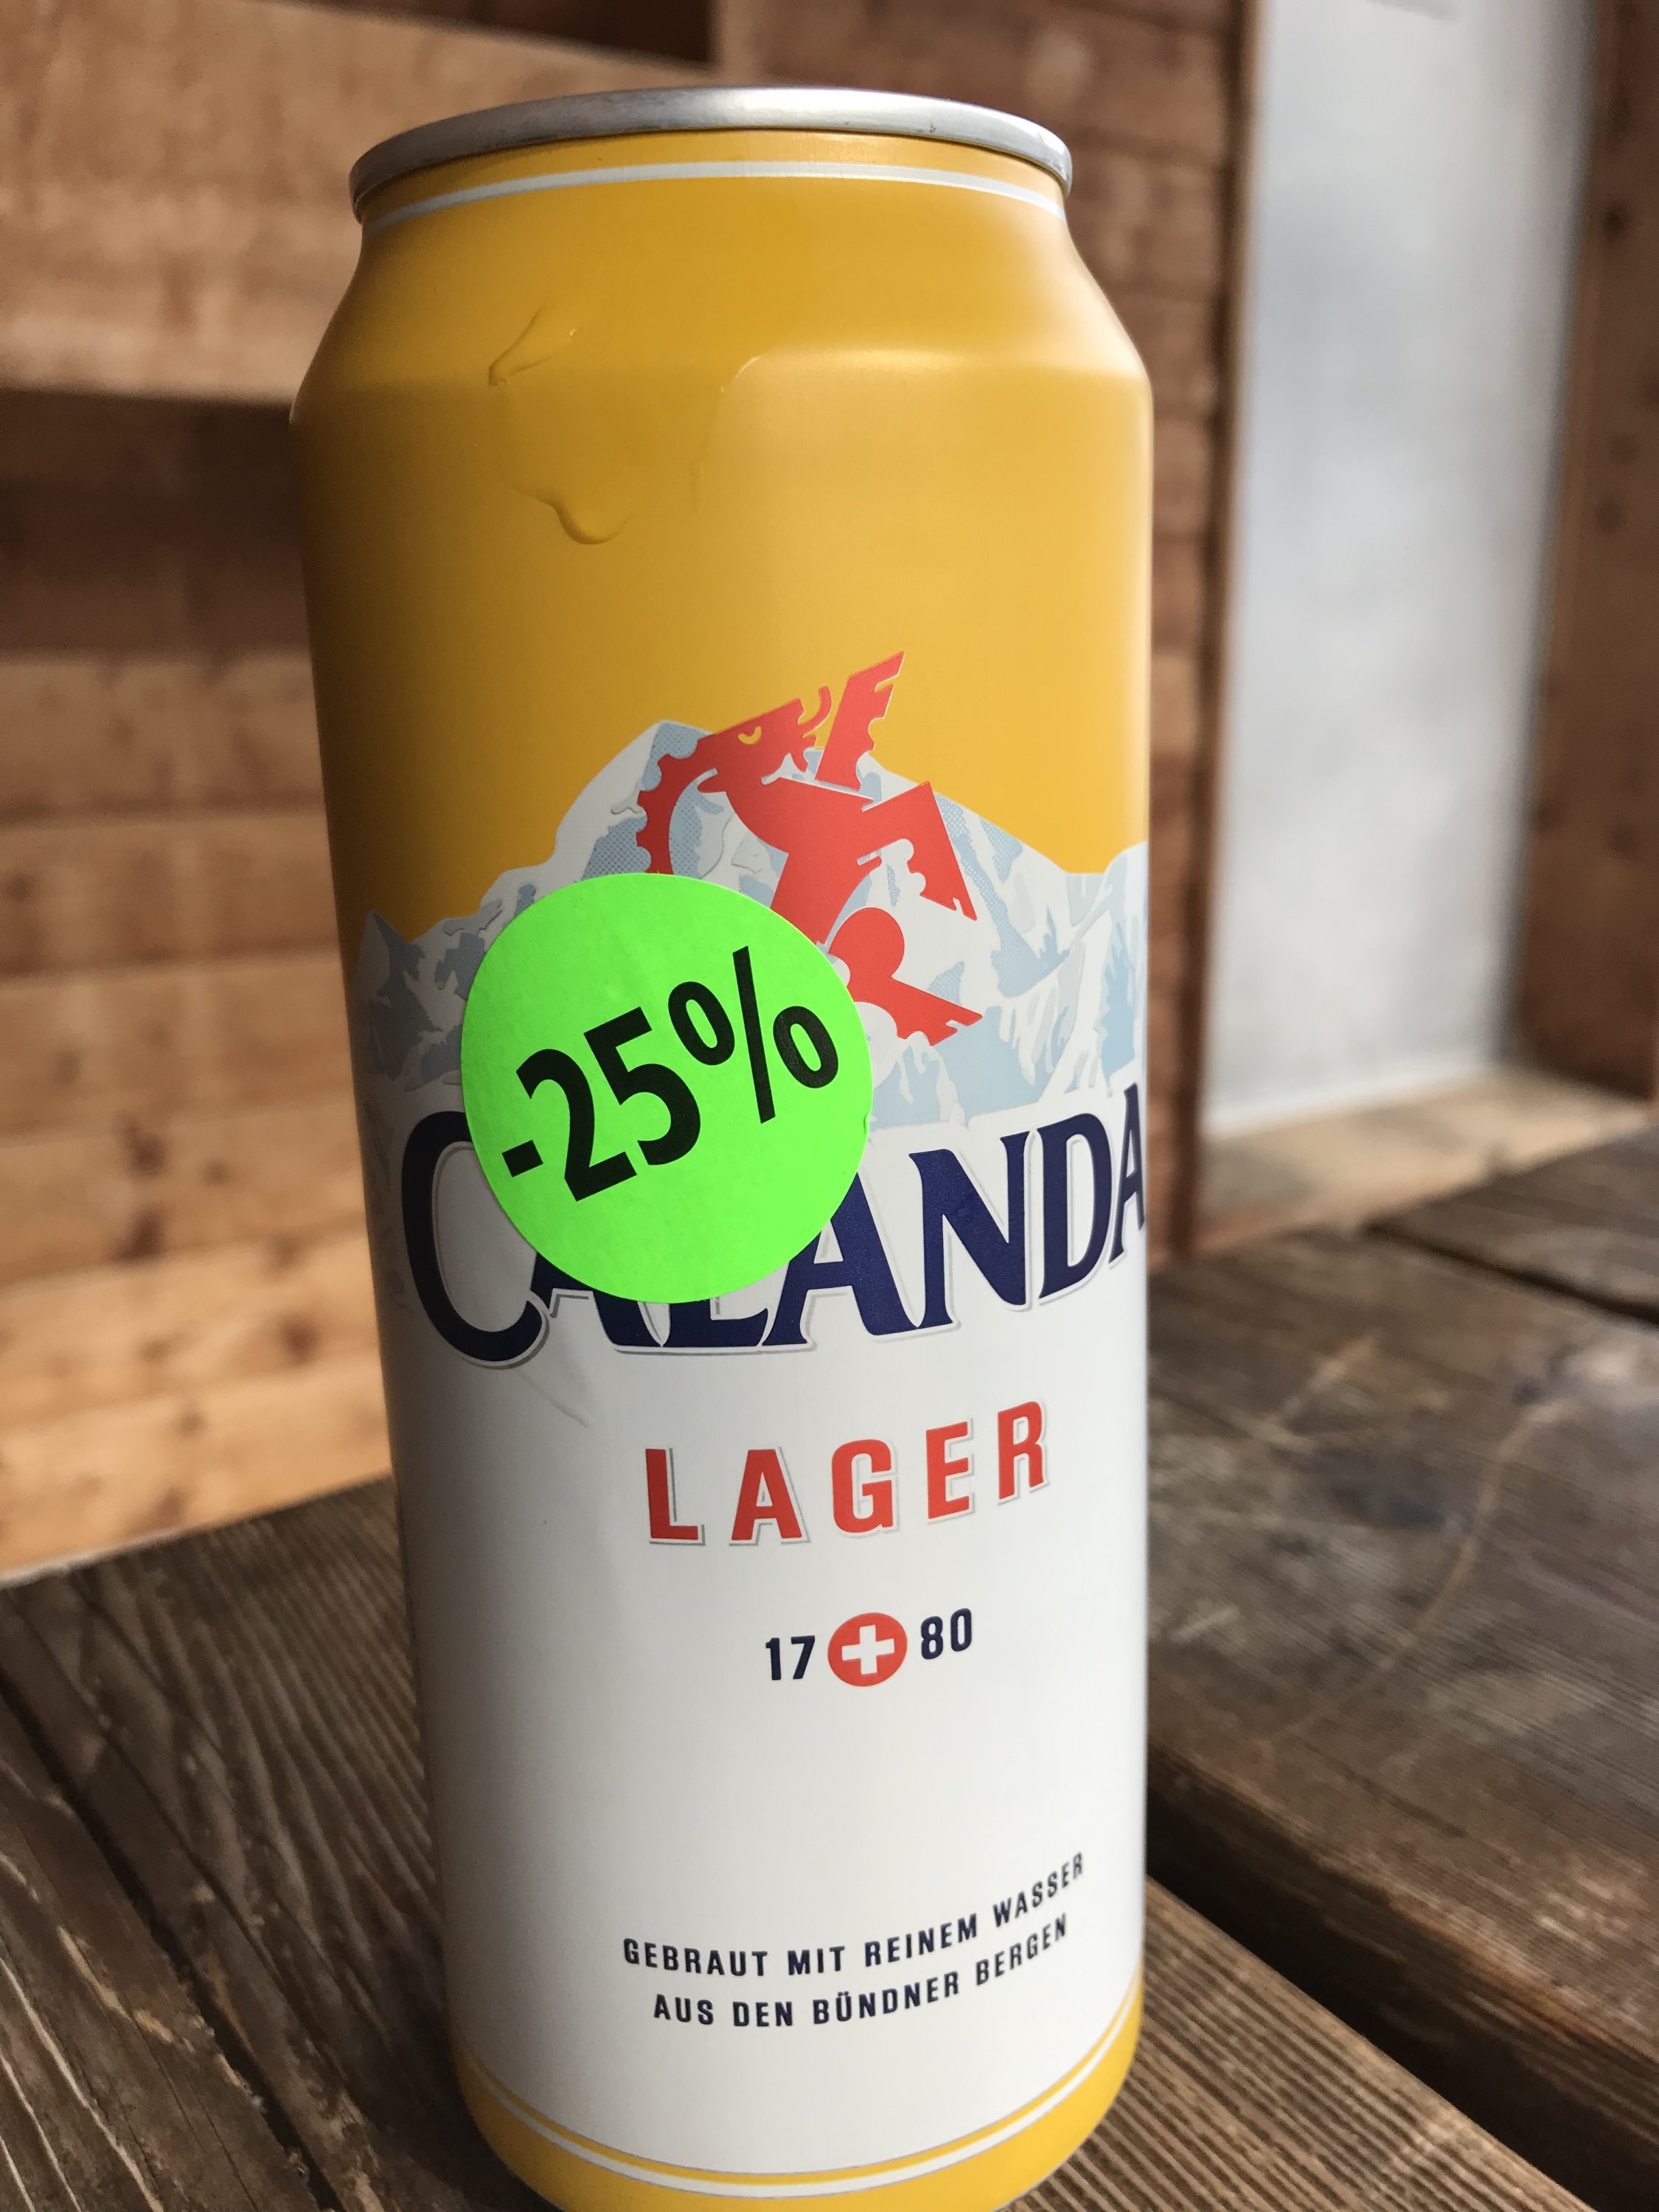 -25%
CALANDA
LAGER
17 80
GEBRAUT MIT REINEM WASSER
AUS DEN BÜNDNER BERGEN